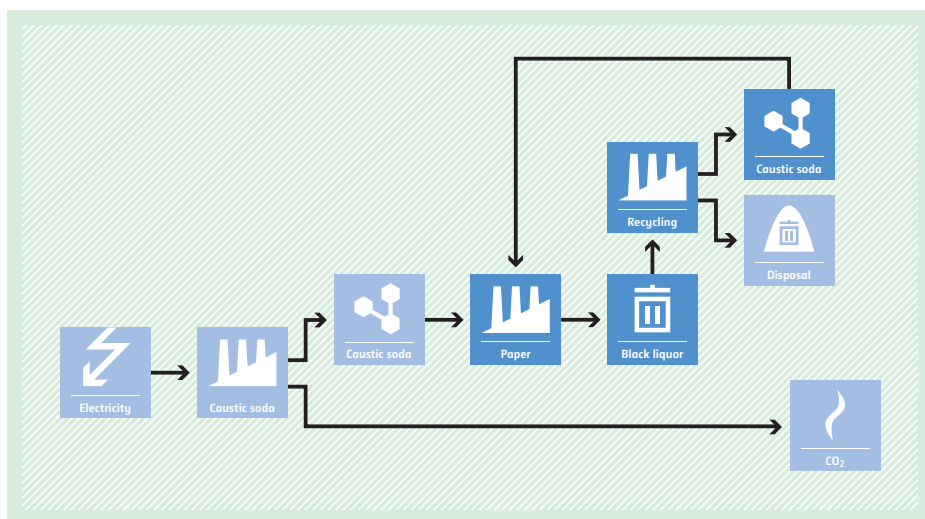 Caustic soda
Recycling
Disposal
Caustic soda
Paper
Black liquor
Electricity
Caustic soda
CO₂